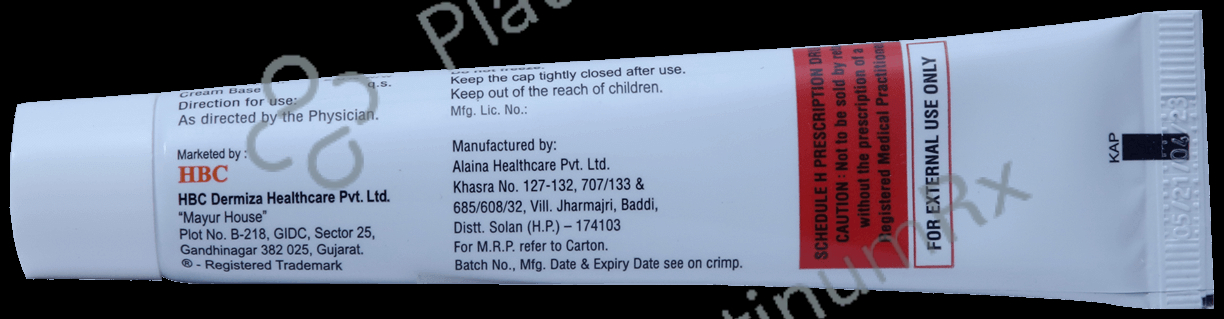 Cream Base q.s.
Direction for use:
As directed by the Physician.
Marketed by :
HBC
HBC Dermiza Healthcare Pvt. Ltd.
"Mayur House"
Plot No. B-218, GIDC, Sector 25,
Gandhinagar 382 025, Gujarat.
® - Registered Trademark
Do not freeze.
Keep the cap tightly closed after use.
Keep out of the reach of children.
Mfg. Lic. No.:
Manufactured by:
Alaina Healthcare Pvt. Ltd.
Khasra No. 127-132, 707/133 &
685/608/32, Vill. Jharmajri, Baddi,
Distt. Solan (H.P.) – 174103
For M.R.P. refer to Carton.
Batch No., Mfg. Date & Expiry Date see on crimp.
SCHEDULE H PRESCRIPTION
CAUTION : Not to be sold by
without the prescription of a
Registered Medical
FOR EXTERNAL USE ONLY
KAP
PlatinumRx